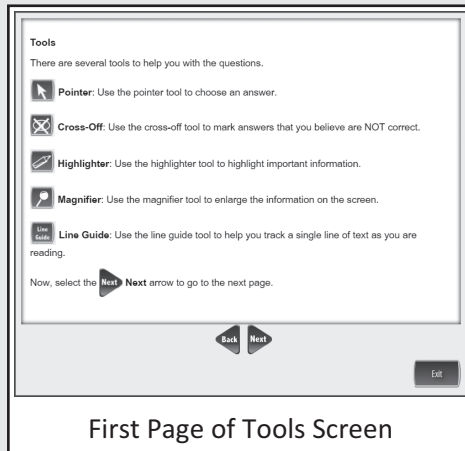 Tools
There are several tools to help you with the questions.
Pointer: Use the pointer tool to choose an answer.
Cross-Off: Use the cross-off tool to mark answers that you believe are NOT correct.
Highlighter: Use the highlighter tool to highlight important information.
Magnifier: Use the magnifier tool to enlarge the information on the screen.
Line Guide Line Guide: Use the line guide tool to help you track a single line of text as you are
reading.
Now, select the Next Next arrow to go to the next page.
Back Next
Exit
First Page of Tools Screen